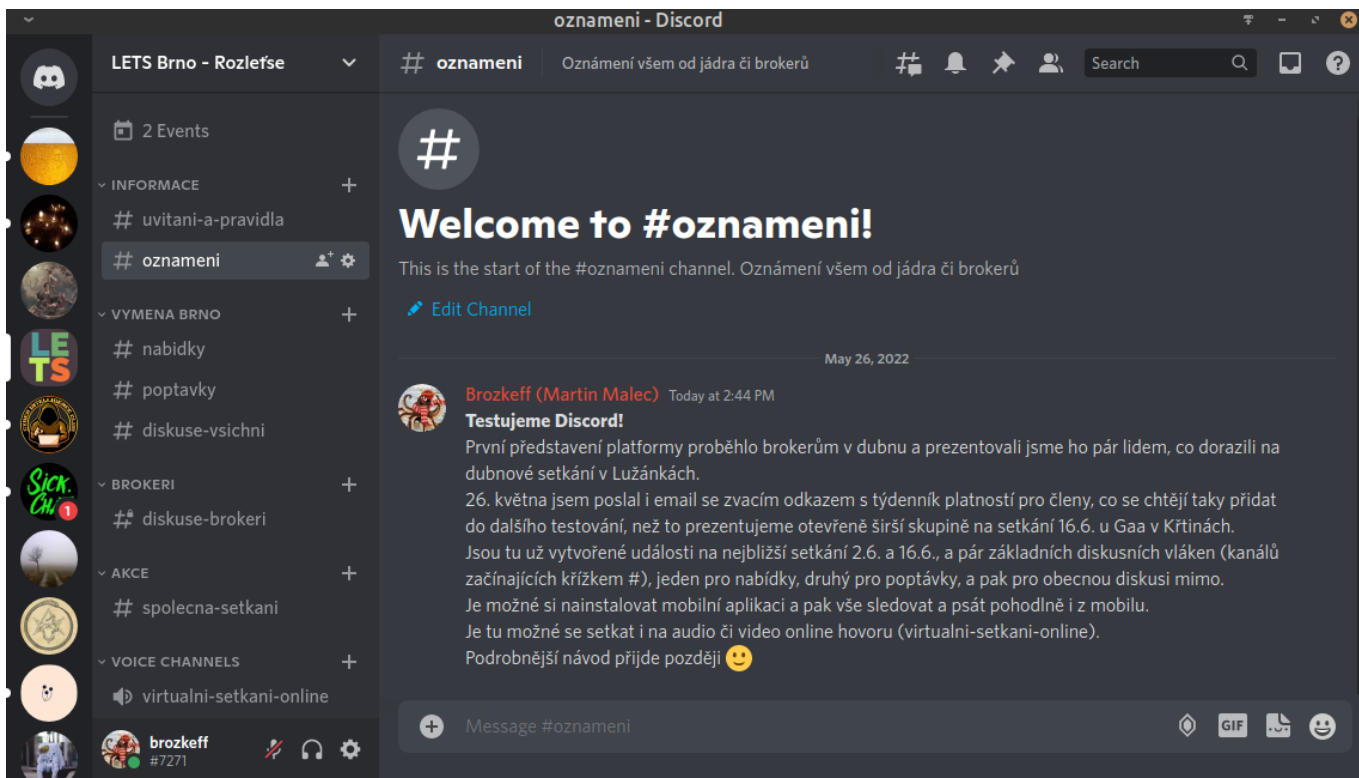 oznameni - Discord
LETS Brno - Rozleťse
# oznameni
Oznámení všem od jádra či brokerů
Search
2 Events
INFORMACE
# uvitani-a-pravidla
# oznameni
VYMENA BRNO
# nabidky
# poptavky
# diskuse-vsichni
BROKERI
# diskuse-brokeri
AKCE
# spolecna-setkani
VOICE CHANNELS
virtualni-setkani-online
brozkeff
#7271
LE
TS
SICK.
1
#
Welcome to #oznameni!
This is the start of the #oznameni channel. Oznámení všem od jádra či brokerů
Edit Channel
May 26, 2022
Brozkeff (Martin Malec) Today at 2:44 PM
Testujeme Discord!
První představení platformy proběhlo brokerům v dubnu a prezentovali jsme ho pár lidem, co dorazili na
dubnové setkání v Lužánkách.
26. května jsem poslal i email se zvacím odkazem s týdenník platností pro členy, co se chtějí taky přidat
do dalšího testování, než to prezentujeme otevřeně širší skupině na setkání 16.6. u Gaa v Křtinách.
Jsou tu už vytvořené události na nejbližší setkání 2.6. a 16.6., a pár základních diskusních vláken (kanálů
začínajících křížkem #), jeden pro nabídky, druhý pro poptávky, a pak pro obecnou diskusi mimo.
Je možné si nainstalovat mobilní aplikaci a pak vše sledovat a psát pohodlně i z mobilu.
Je tu možné se setkat i na audio či video online hovoru (virtualni-setkani-online).
Podrobnější návod přijde později 🙂
Message #oznameni
GIF